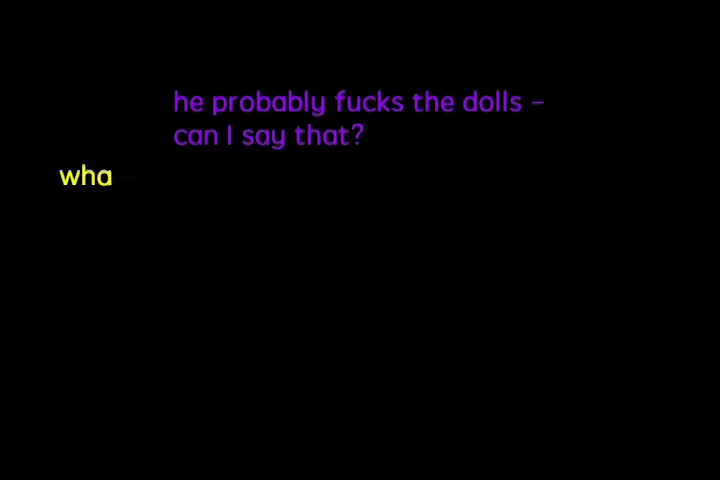 he probably fucks the dolls –
can I say that?
wha